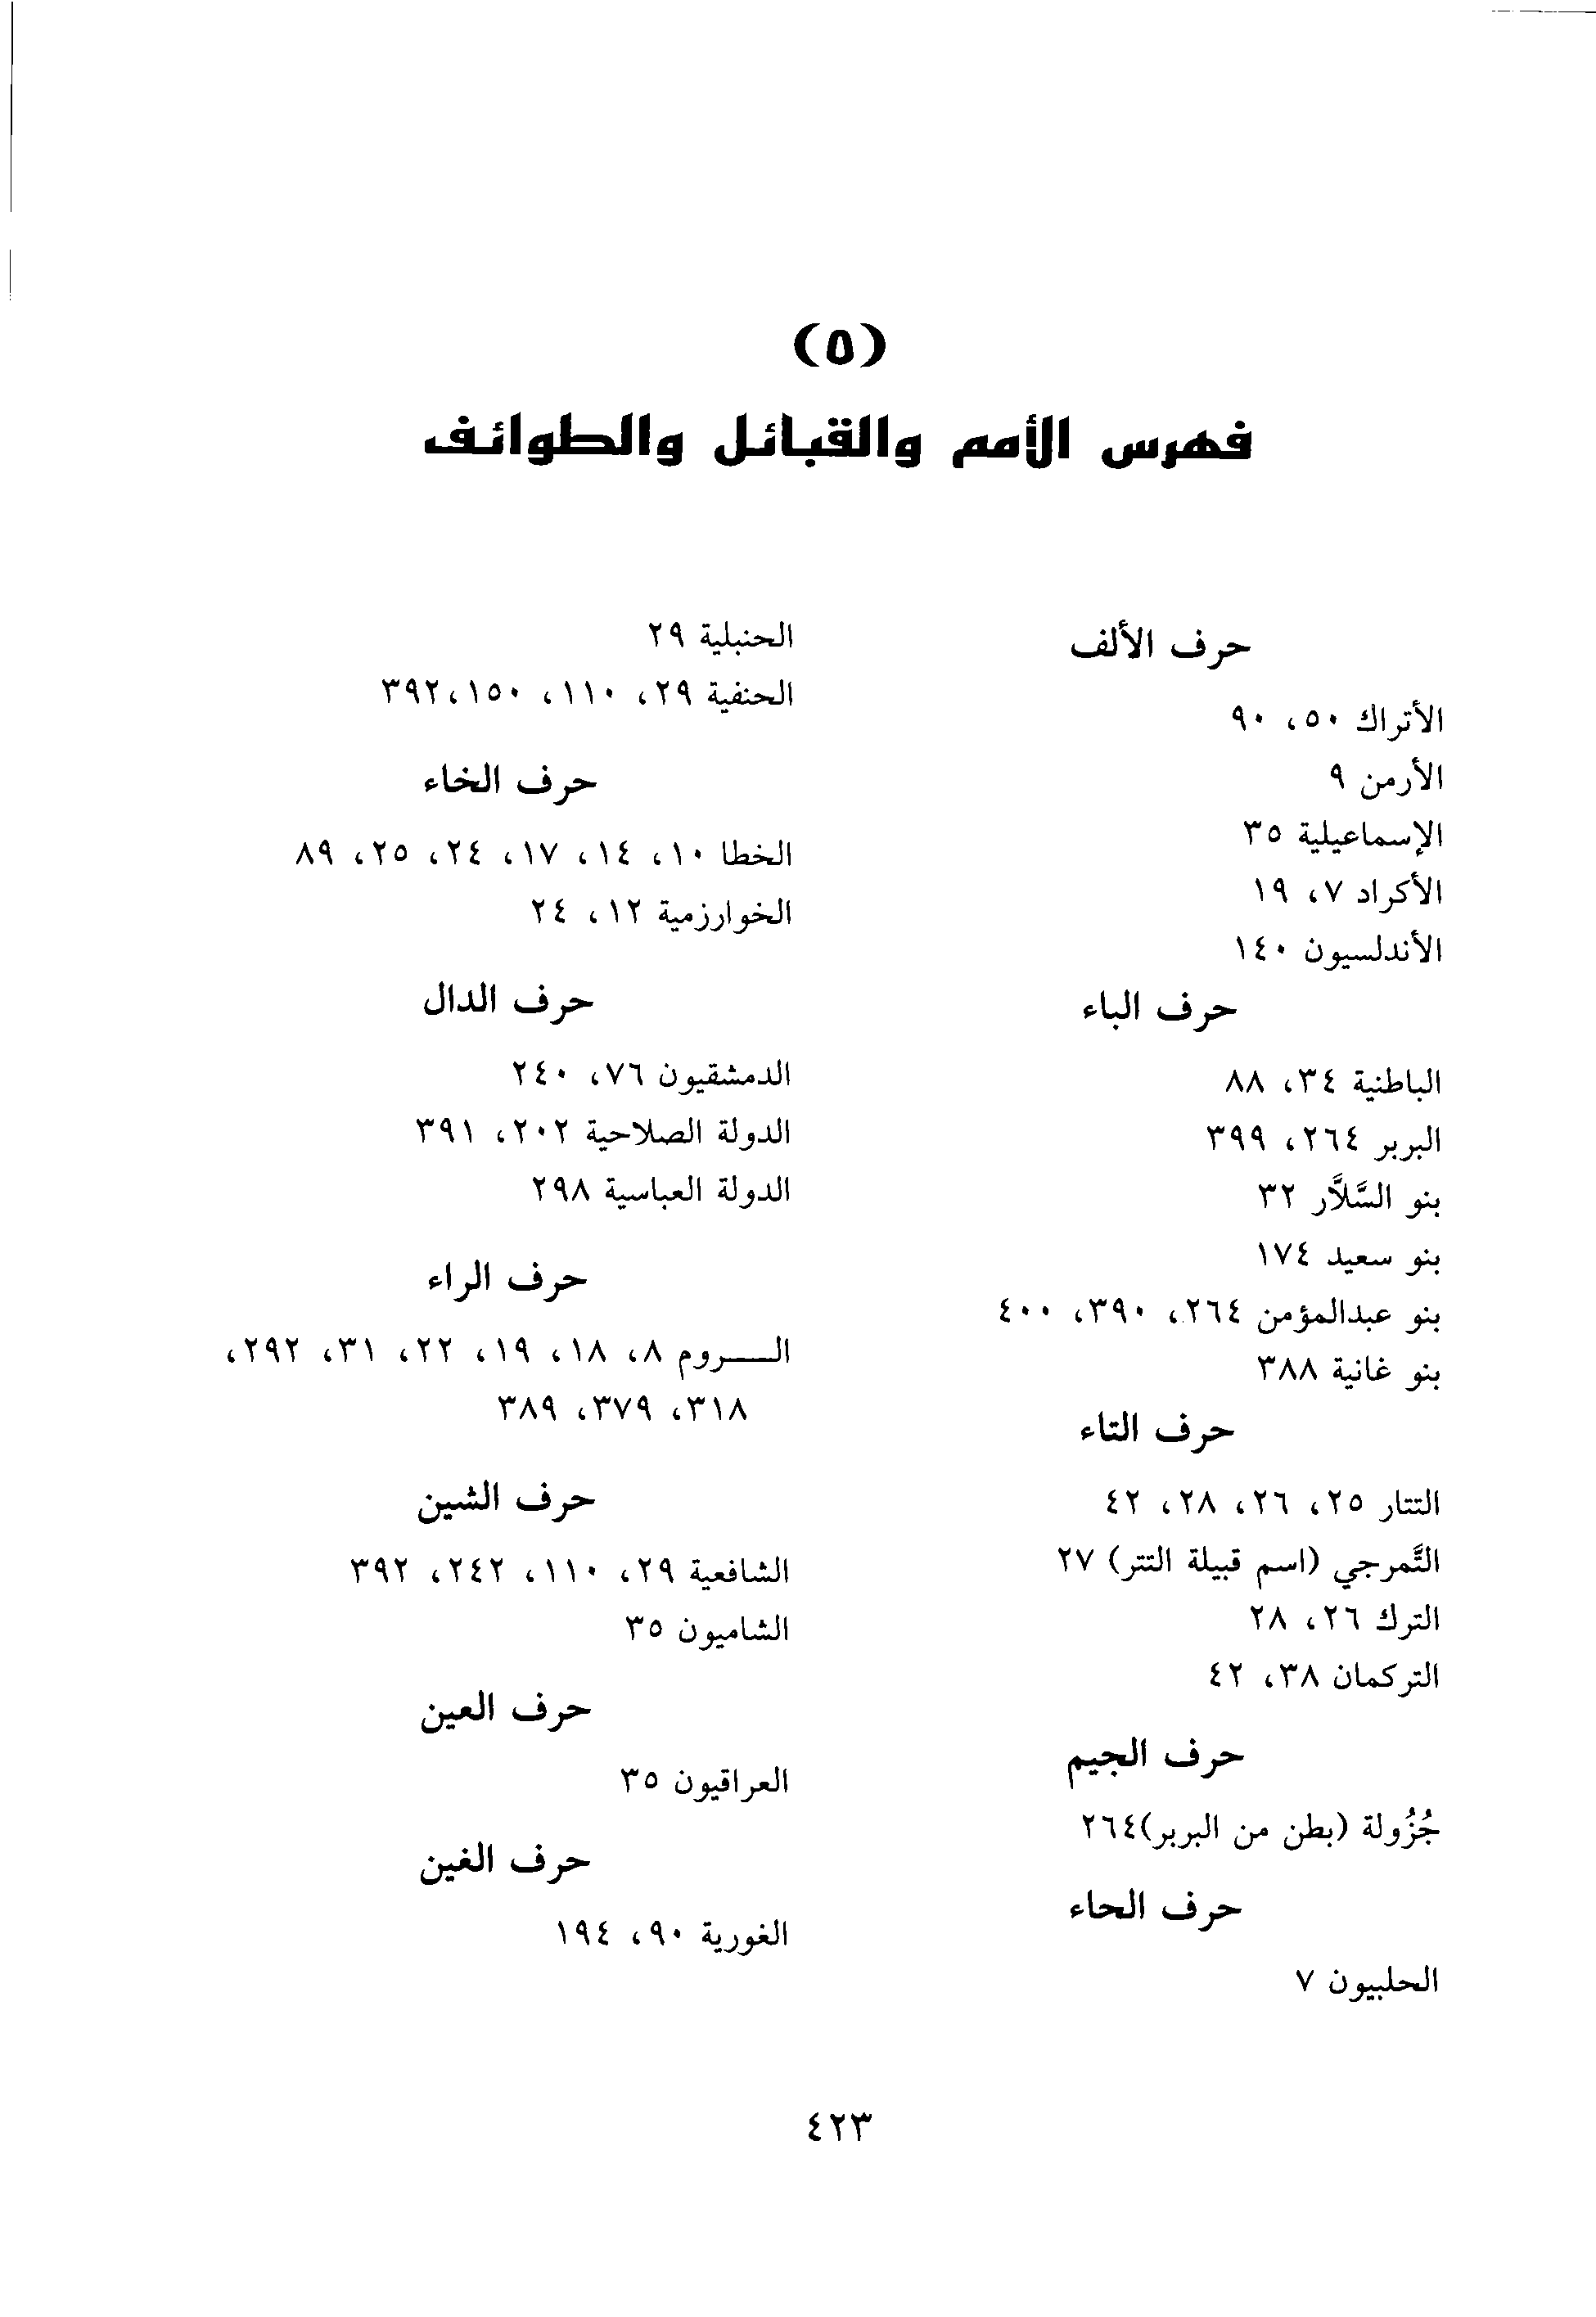 (٥)
فهرس الأمم والقبائل والطوائف
حرف الألف
الأتراك ٥٠، ٩٠
الأرمن ٩
الإسماعيلية ٣٥
الأكراد ٧، ١٩
الأندلسيون ١٤٠
حرف الباء
الباطنية ٣٤، ٨٨
البربر ٢٦٤، ٣٩٩
بنو السَّلاَّر ٣٢
بنو سعيد ١٧٤
بنو عبدالمؤمن ٢٦٤، ٣٩٠، ٤٠٠
بنو غانية ٣٨٨
حرف التاء
التتار ٢٥، ٢٦، ٢٨، ٤٢
التَّمرجي (اسم قبيلة التتر) ٢٧
الترك ٢٦، ٢٨
التركمان ٣٨، ٤٢
حرف الجيم
جُزُولة (بطن من البربر)٢٦٤
حرف الحاء
الحلبيون ٧
الحنبلية ٢٩
الحنفية ٢٩، ١١٠، ١٥٠،٣٩٢
حرف الخاء
الخطا ١٠، ١٤، ١٧، ٢٤، ٢٥، ٨٩
الخوارزمية ١٢، ٢٤
حرف الدال
الدمشقيون ٧٦، ٢٤٠
الدولة الصلاحية ٢٠٢، ٣٩١
الدولة العباسية ٢٩٨
حرف الراء
الـــروم ٨، ١٨، ١٩، ٢٢، ٣١، ٢٩٢،
٣١٨، ٣٧٩، ٣٨٩
حرف الشين
الشافعية ٢٩، ١١٠، ٢٤٢، ٣٩٢
الشاميون ٣٥
حرف العين
العراقيون ٣٥
حرف الغين
الغورية ٩٠، ١٩٤
٤٢٣